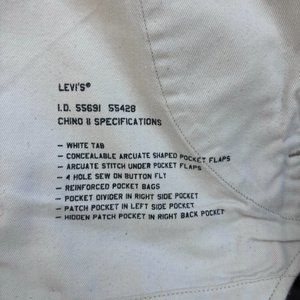 LEVI'S®
I.D. 55691 55428
CHINO II SPECIFICATIONS
— WHITE TAB
— CONCEALABLE ARCUATE SHAPED POCKET FLAPS
— ARCUATE STITCH UNDER POCKET FLAPS
— 4 HOLE SEW ON BUTTON FLY
— REINFORCED POCKET BAGS
— POCKET DIVIDER IN RIGHT SIDE POCKET
— PATCH POCKET IN LEFT SIDE POCKET
— HIDDEN PATCH POCKET IN RIGHT BACK POCKET